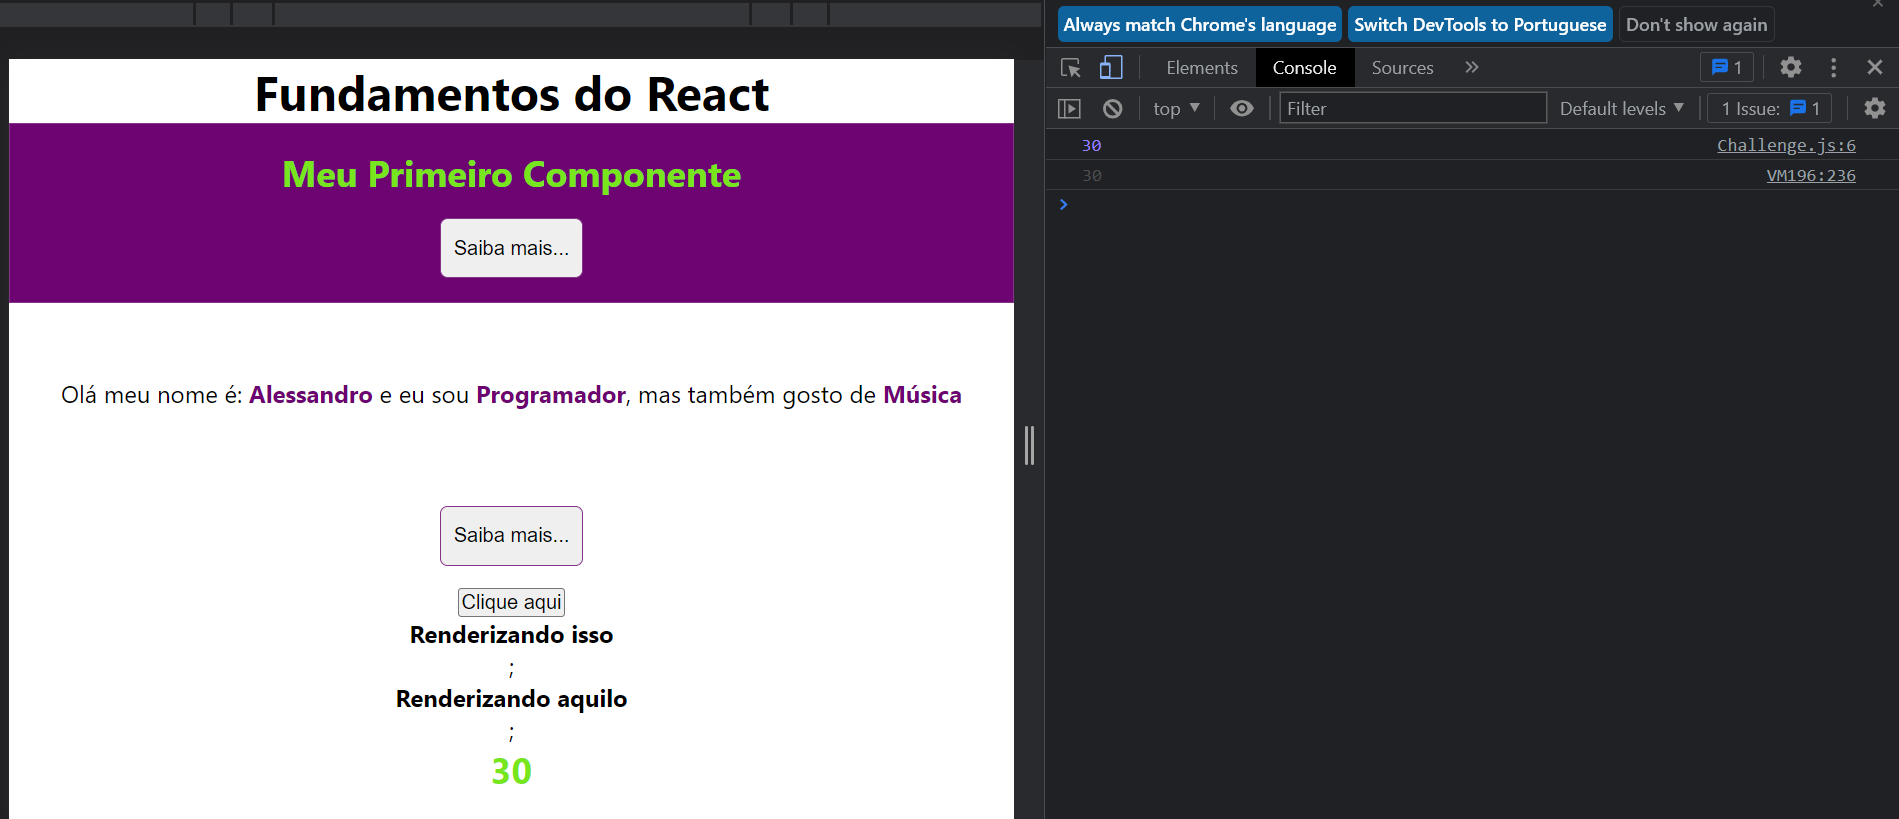 Fundamentos do React
Meu Primeiro Componente
Saiba mais...
Olá meu nome é: Alessandro e eu sou Programador, mas também gosto de Música
Saiba mais...
Clique aqui
Renderizando isso
;
Renderizando aquilo
;
30
Always match Chrome's language Switch DevTools to Portuguese Don't show again
Elements Console Sources 1
top Filter Default levels 1 Issue: 1
30 Challenge.js:6
30 VM196:236